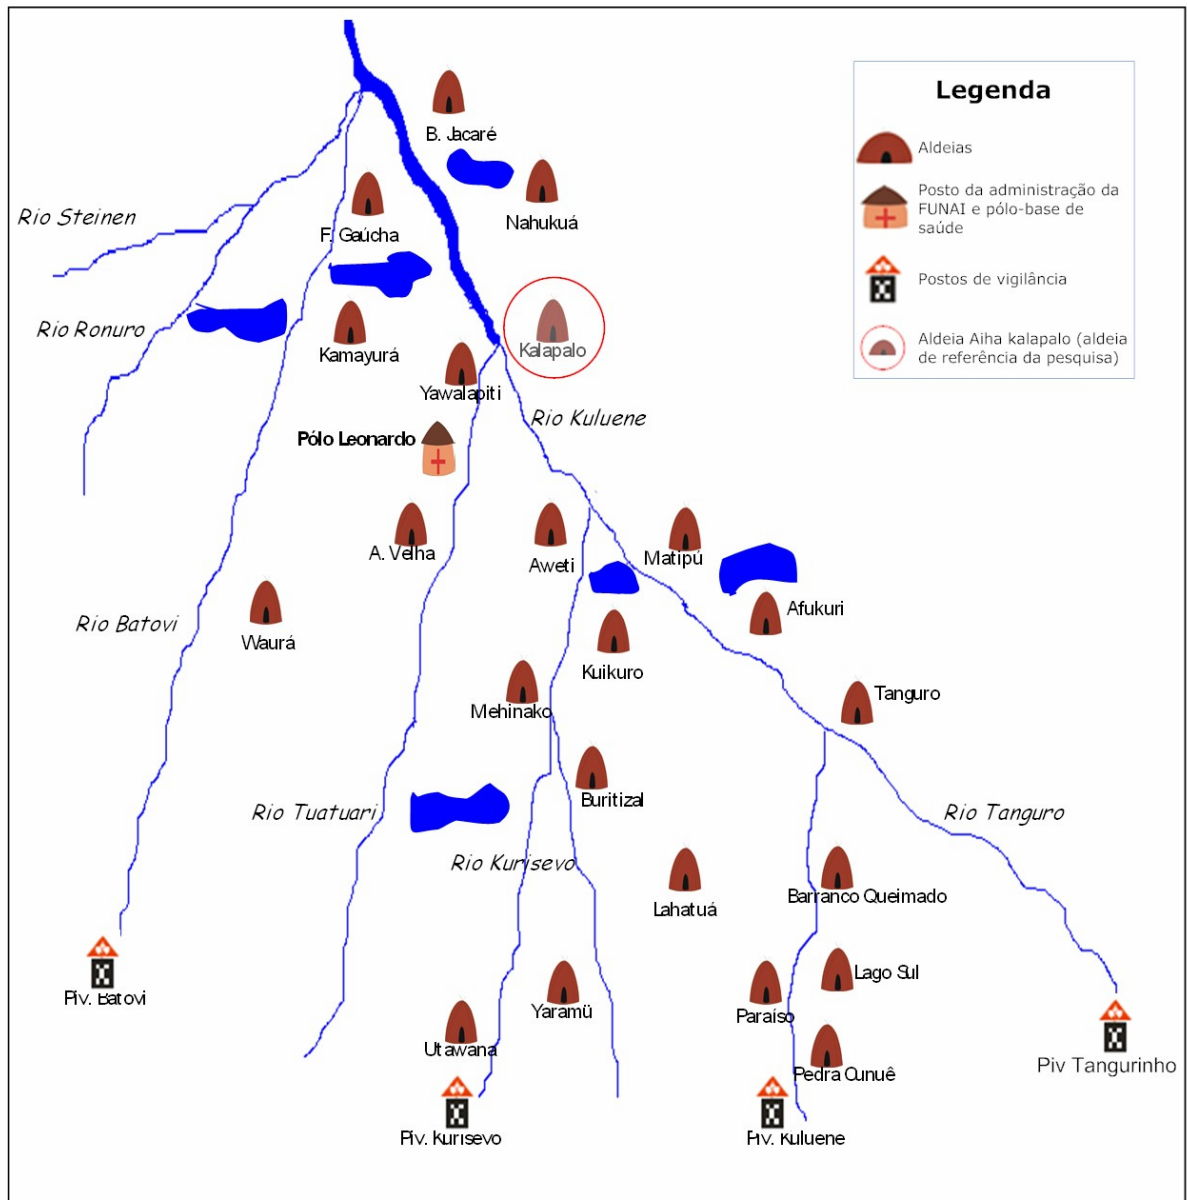 Legenda
Aldeias
Posto da administração da
FUNAI e pólo-base de
saúde
Postos de vigilância
Aldeia Aiha kalapalo (aldeia
de referência da pesquisa)
B. Jacaré
Nahukuá
Rio Steinen
F. Gaúcha
Rio Ronuro
Kamayurá
Kalapalo
Yawalapiti
Rio Kuluene
Pólo Leonardo
A. Velha
Aweti
Matipú
Afukuri
Rio Batovi
Waurá
Kuikuro
Mehinako
Tanguro
Buritizal
Rio Tuatuari
Rio Tanguro
Rio Kurisevo
Lahatuá
Barranco Queimado
Lago Sul
Piv. Batovi
Yaramü
Paraíso
Utawana
Pedra Cunuê
Piv Tangurinho
Piv. Kurisevo
Piv. Kuluene